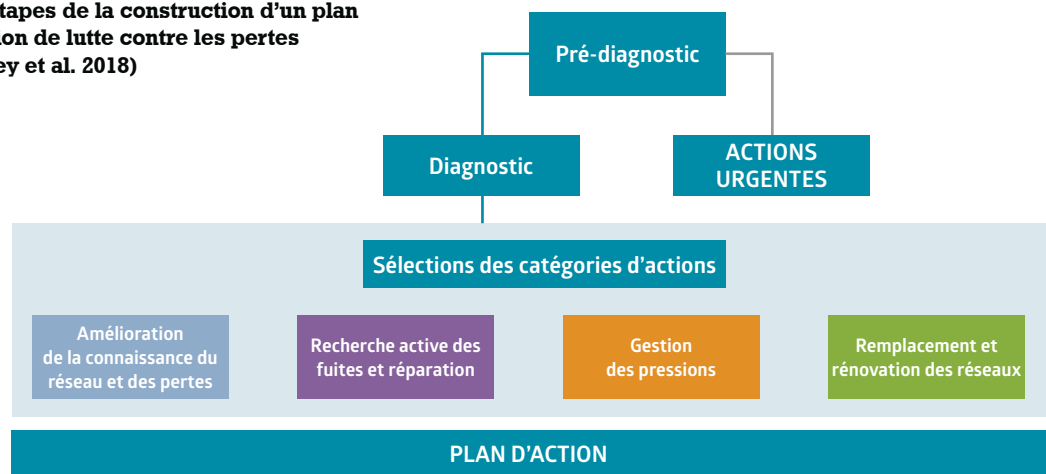 tapes de la construction d'un plan
ion de lutte contre les pertes
ey et al. 2018)
Pré-diagnostic
Diagnostic
ACTIONS
URGENTES
Sélections des catégories d'actions
Amélioration
de la connaissance du
réseau et des pertes
Recherche active des
fuites et réparation
Gestion
des pressions
Remplacement et
rénovation des réseaux
PLAN D'ACTION